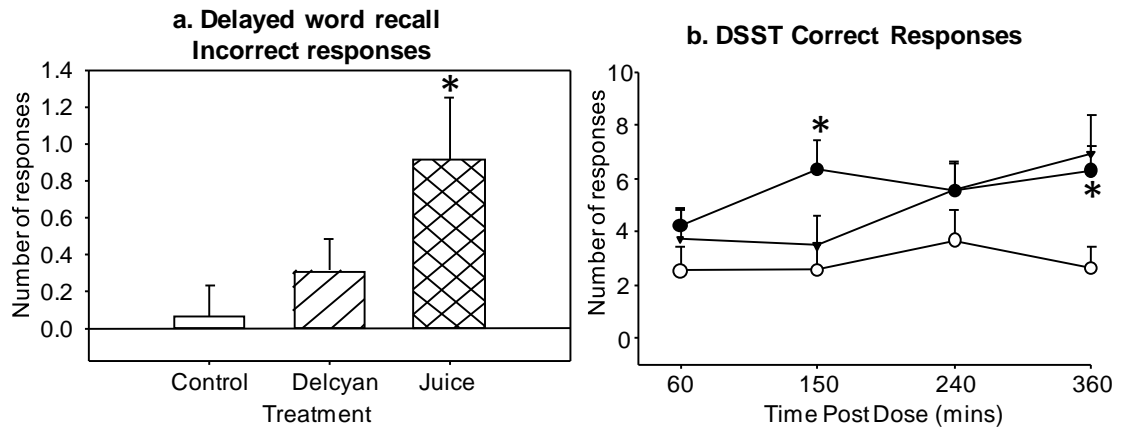 a. Delayed word recall
Incorrect responses
Number of responses
1.4
1.2
1.0
0.8
0.6
0.4
0.2
0.0
*
Control Delcyan Juice
Treatment
b. DSST Correct Responses
Number of responses
10
8
6
4
2
0
*
*
60 150 240 360
Time Post Dose (mins)